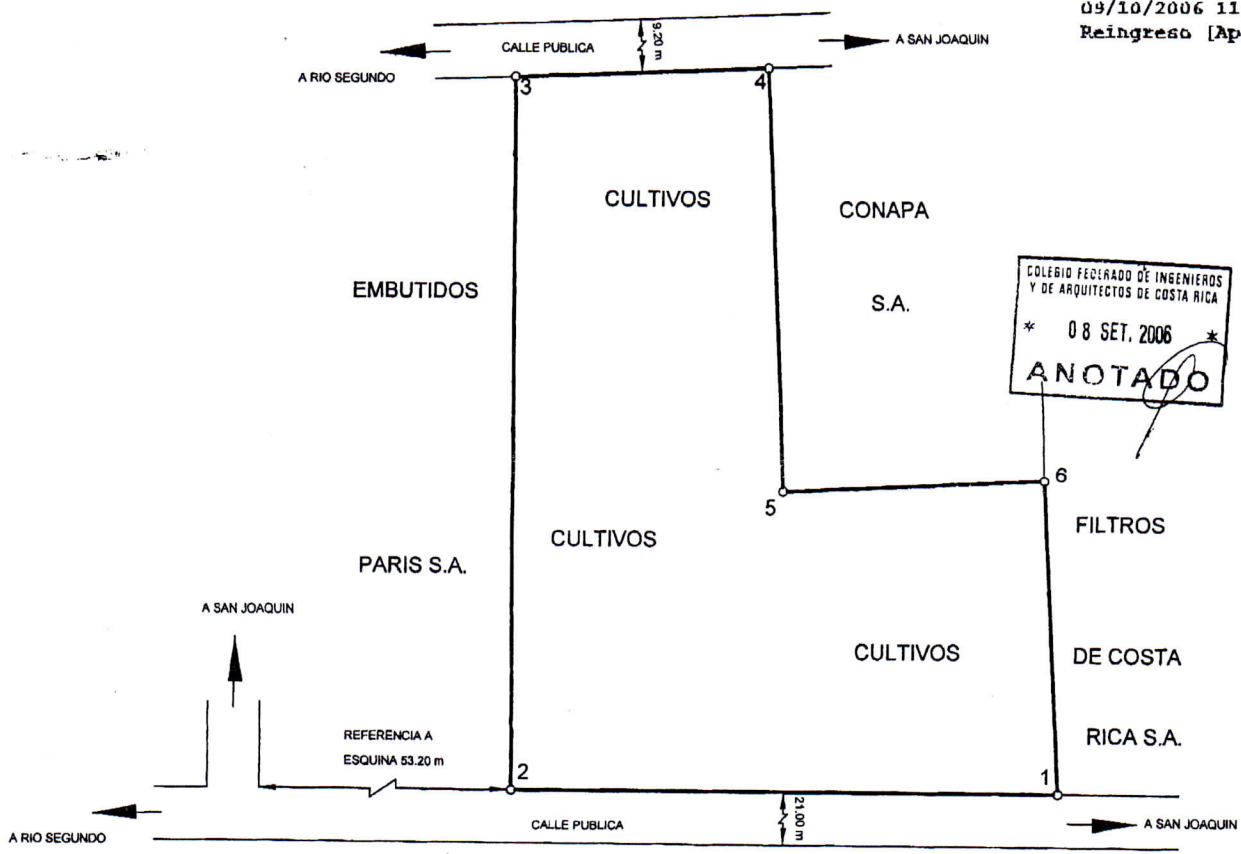 09/10/2006 11
Reingreso [Ap
9.20 m
CALLE PUBLICA
A SAN JOAQUIN
A RIO SEGUNDO
3
4
CULTIVOS
CONAPA
EMBUTIDOS
S.A.
COLEGIO FEDERADO DE INGENIEROS
Y DE ARQUITECTOS DE COSTA RICA
* 08 SET. 2006 *
ANOTADO
6
5
FILTROS
CULTIVOS
PARIS S.A.
A SAN JOAQUIN
CULTIVOS
DE COSTA
REFERENCIA A
RICA S.A.
ESQUINA 53.20 m
2
1
21.00 m
CALLE PUBLICA
A SAN JOAQUIN
A RIO SEGUNDO